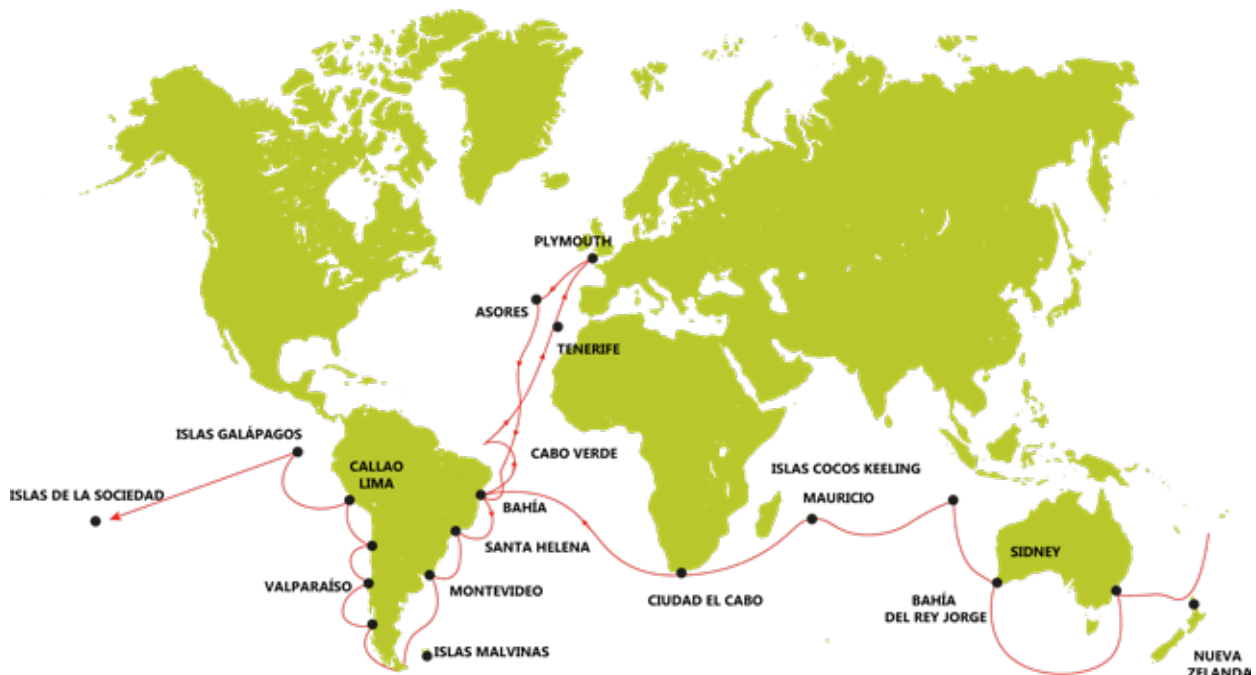 PLYMOUTH
ASORES
TENERIFE
ISLAS GALÁPAGOS
CALLAO
LIMA
CABO VERDE
ISLAS COCOS KEELING
ISLAS DE LA SOCIEDAD
MAURICIO
BAHÍA
SANTA HELENA
SIDNEY
VALPARAÍSO
MONTEVIDEO
CIUDAD EL CABO
BAHÍA
DEL REY JORGE
ISLAS MALVINAS
NUEVA
ZELANDA